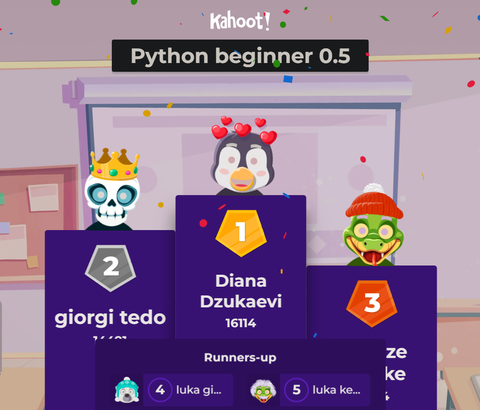 Kahoot!
Python beginner 0.5
1
Diana
Dzukaevi
16114
2
giorgi tedo
3
ze
ke
Runners-up
4 luka gi...
5 luka ke...